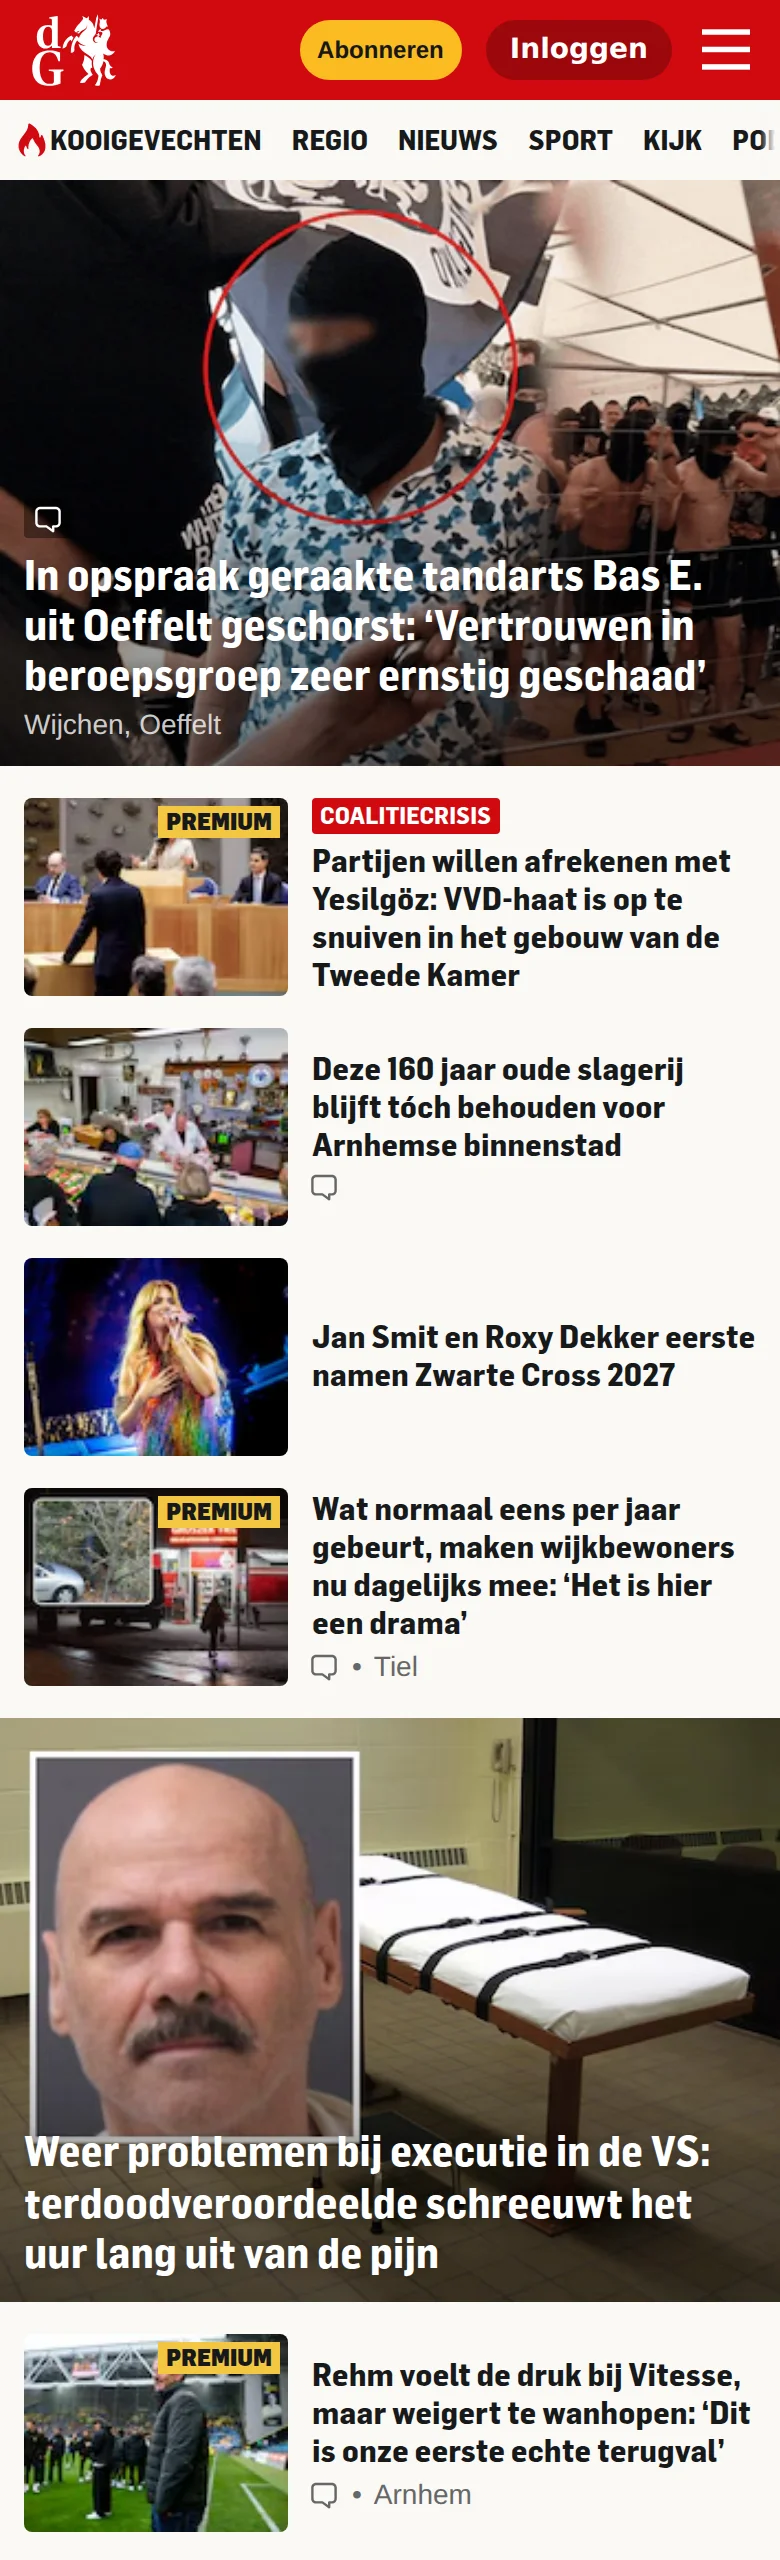 d
G
Abonneren
Inloggen
KOOIGEVECHTEN REGIO NIEUWS SPORT KIJK
In opspraak geraakte tandarts Bas E.
uit Oeffelt geschorst: ‘Vertrouwen in
beroepsgroep zeer ernstig geschaad’
Wijchen, Oeffelt
PREMIUM
COALITIECRISIS
Partijen willen afrekenen met
Yesilgöz: VVD-haat is op te
snuiven in het gebouw van de
Tweede Kamer
Deze 160 jaar oude slagerij
blijft tóch behouden voor
Arnhemse binnenstad
Jan Smit en Roxy Dekker eerste
namen Zwarte Cross 2027
PREMIUM
Wat normaal eens per jaar
gebeurt, maken wijkbewoners
nu dagelijks mee: ‘Het is hier
een drama’
• Tiel
Weer problemen bij executie in de VS:
terdoodveroordeelde schreeuwt het
uur lang uit van de pijn
PREMIUM
Rehm voelt de druk bij Vitesse,
maar weigert te wanhopen: ‘Dit
is onze eerste echte terugval’
• Arnhem